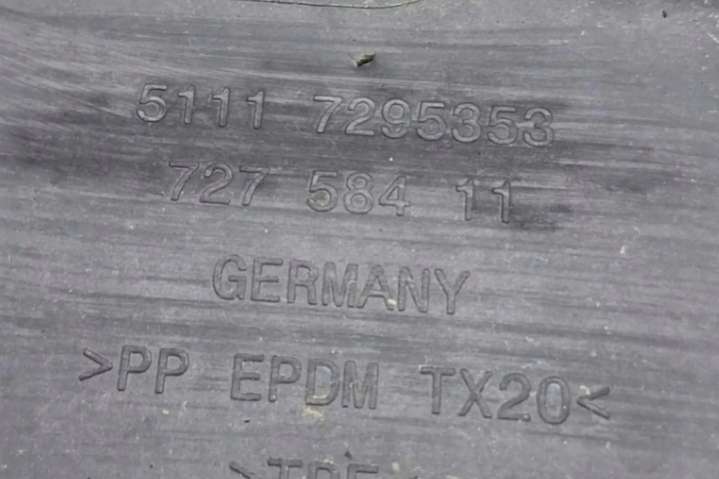 5111 7295353
727 584 11
GERMANY
>PP EPDM TX20<